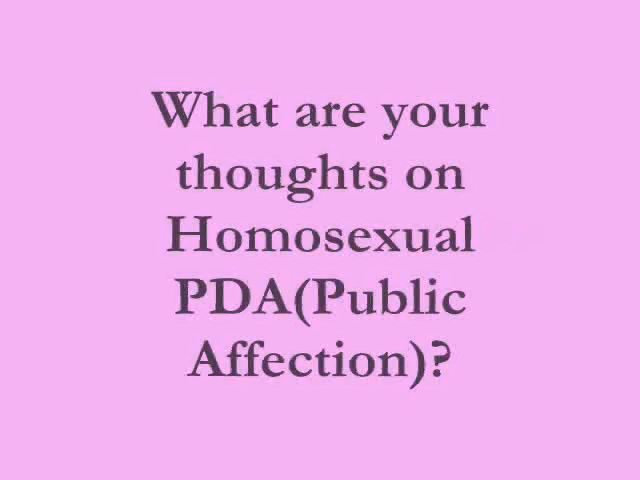 What are your
thoughts on
Homosexual
PDA(Public
Affection)?